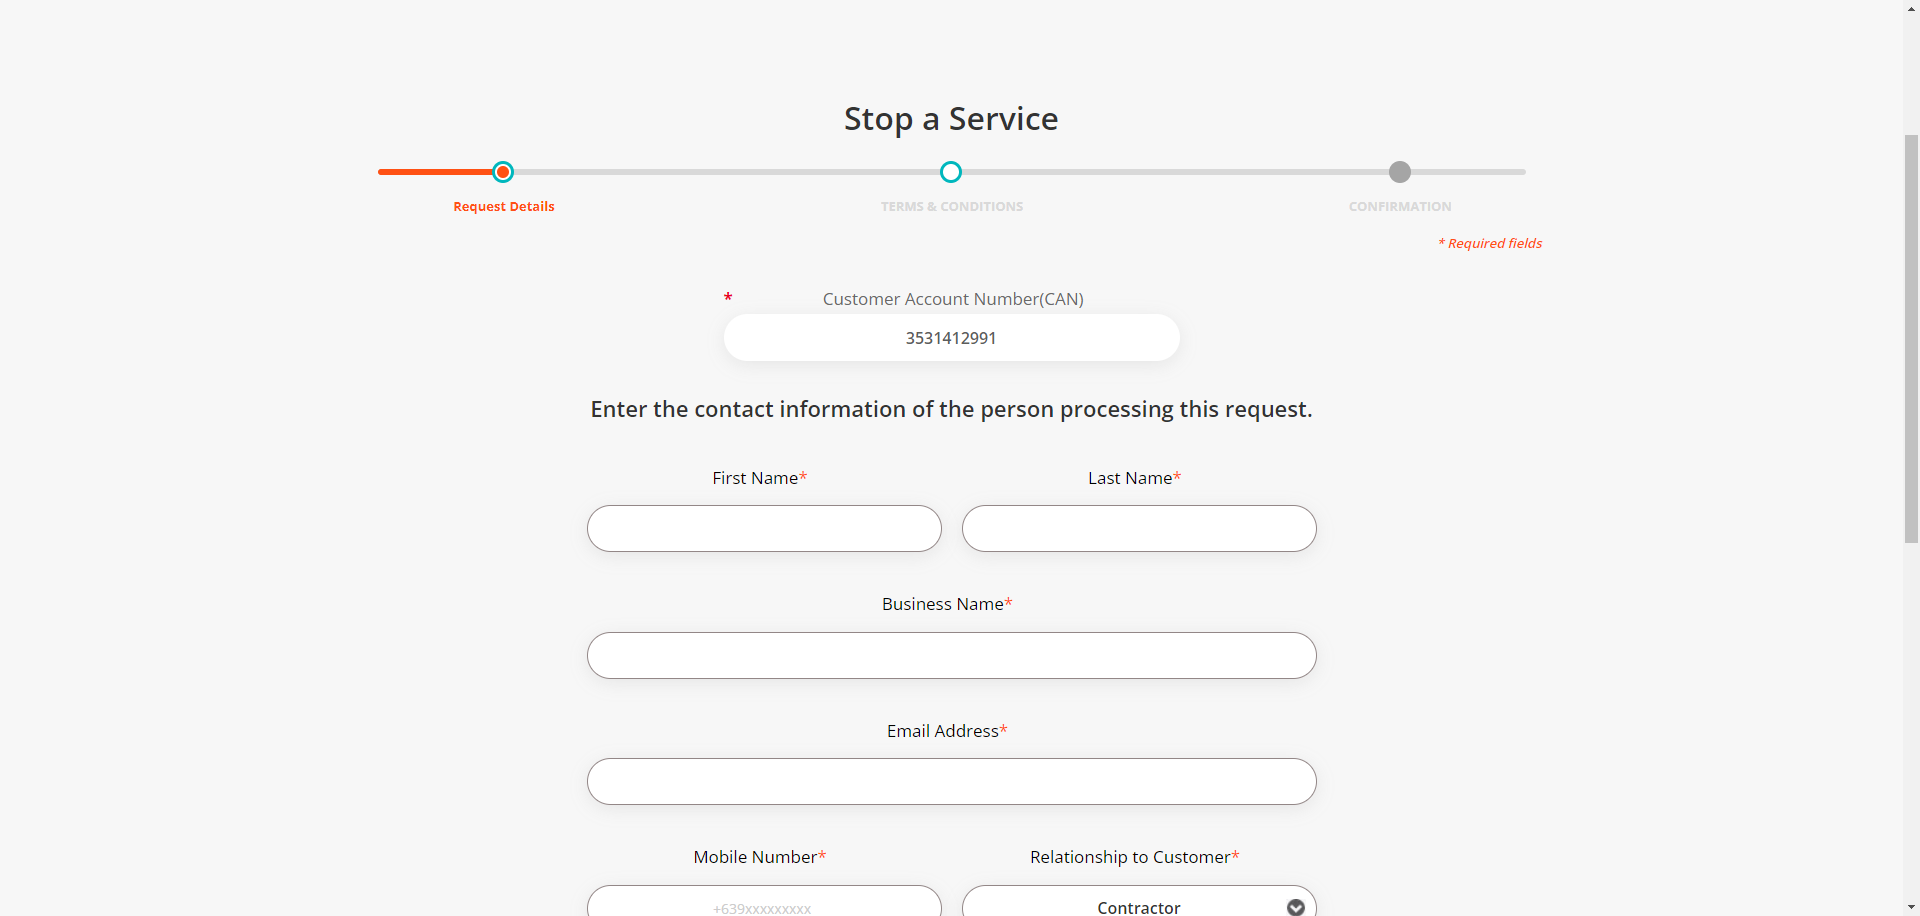 Stop a Service
Request Details
TERMS & CONDITIONS
CONFIRMATION
* Required fields
* Customer Account Number(CAN)
3531412991
Enter the contact information of the person processing this request.
First Name*
Last Name*
Business Name*
Email Address*
Mobile Number*
Relationship to Customer*
+639xxxxxxxxx
Contractor